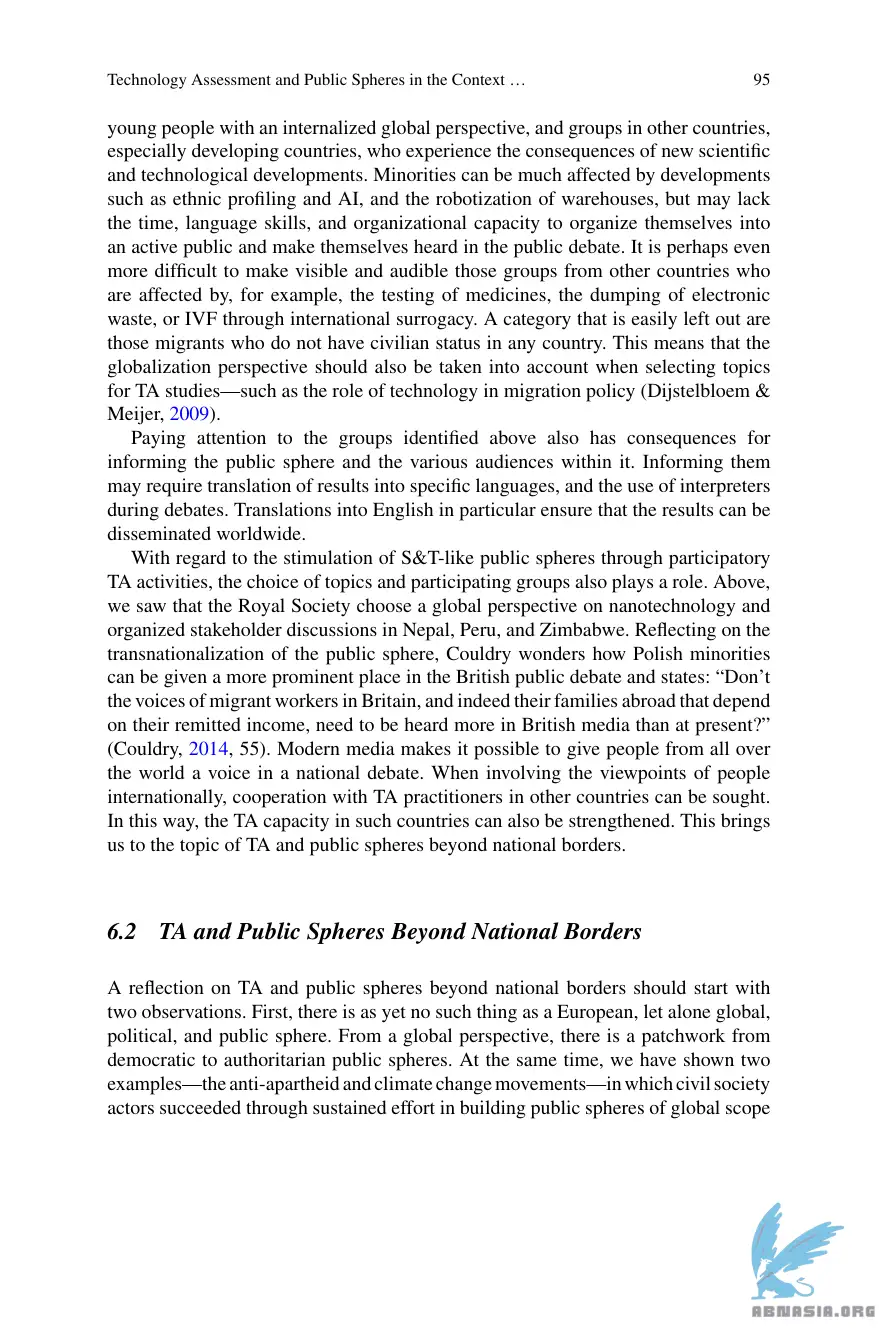 Technology Assessment and Public Spheres in the Context … 95
young people with an internalized global perspective, and groups in other countries,
especially developing countries, who experience the consequences of new scientific
and technological developments. Minorities can be much affected by developments
such as ethnic profiling and AI, and the robotization of warehouses, but may lack
the time, language skills, and organizational capacity to organize themselves into
an active public and make themselves heard in the public debate. It is perhaps even
more difficult to make visible and audible those groups from other countries who
are affected by, for example, the testing of medicines, the dumping of electronic
waste, or IVF through international surrogacy. A category that is easily left out are
those migrants who do not have civilian status in any country. This means that the
globalization perspective should also be taken into account when selecting topics
for TA studies—such as the role of technology in migration policy (Dijstelbloem &
Meijer, 2009).
Paying attention to the groups identified above also has consequences for
informing the public sphere and the various audiences within it. Informing them
may require translation of results into specific languages, and the use of interpreters
during debates. Translations into English in particular ensure that the results can be
disseminated worldwide.
With regard to the stimulation of S&T-like public spheres through participatory
TA activities, the choice of topics and participating groups also plays a role. Above,
we saw that the Royal Society choose a global perspective on nanotechnology and
organized stakeholder discussions in Nepal, Peru, and Zimbabwe. Reflecting on the
transnationalization of the public sphere, Couldry wonders how Polish minorities
can be given a more prominent place in the British public debate and states: “Don’t
the voices of migrant workers in Britain, and indeed their families abroad that depend
on their remitted income, need to be heard more in British media than at present?”
(Couldry, 2014, 55). Modern media makes it possible to give people from all over
the world a voice in a national debate. When involving the viewpoints of people
internationally, cooperation with TA practitioners in other countries can be sought.
In this way, the TA capacity in such countries can also be strengthened. This brings
us to the topic of TA and public spheres beyond national borders.
6.2 TA and Public Spheres Beyond National Borders
A reflection on TA and public spheres beyond national borders should start with
two observations. First, there is as yet no such thing as a European, let alone global,
political, and public sphere. From a global perspective, there is a patchwork from
democratic to authoritarian public spheres. At the same time, we have shown two
examples—the anti-apartheid and climate change movements—in which civil society
actors succeeded through sustained effort in building public spheres of global scope
ABNASIA.ORG